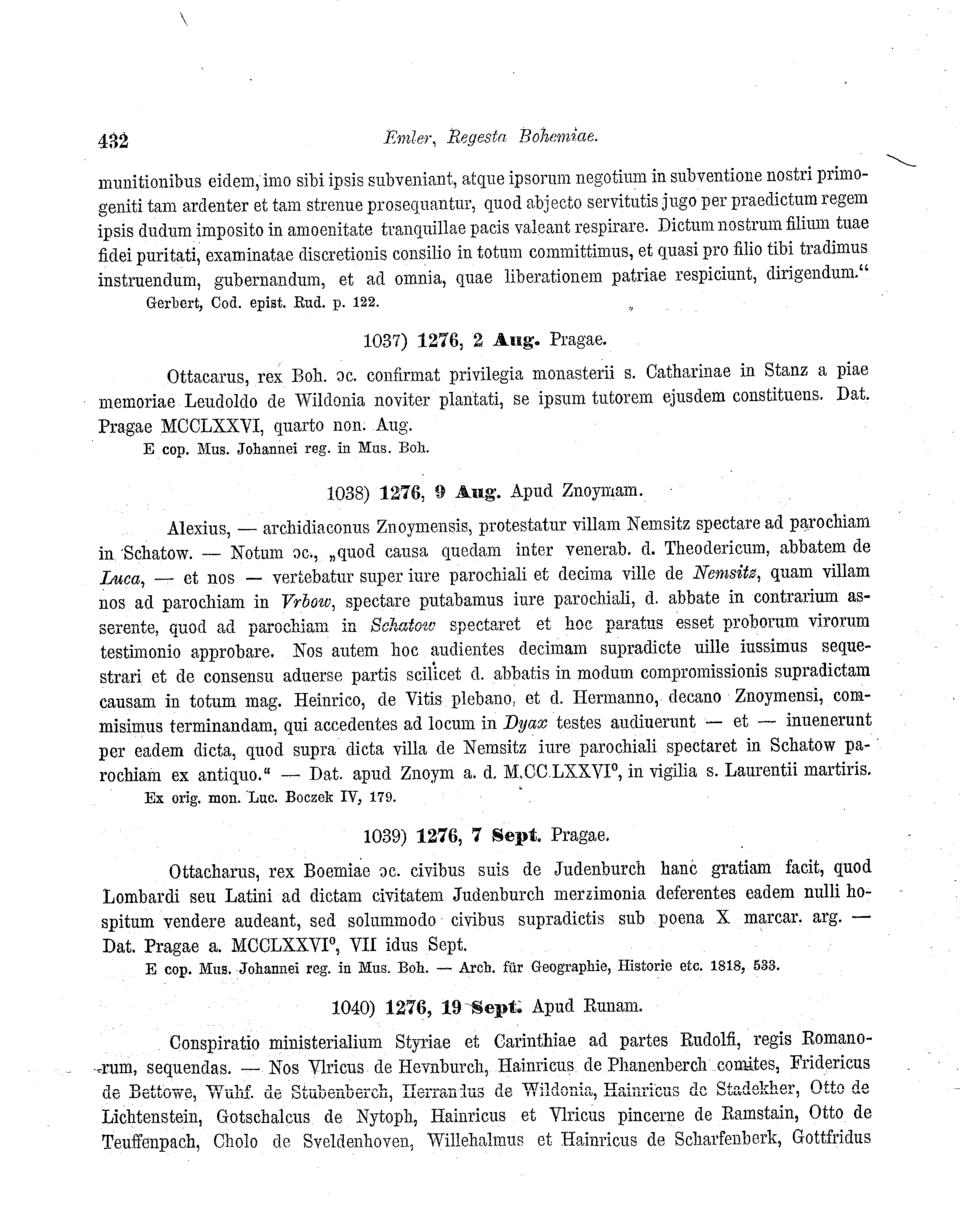 432
Emler, Regesta Bohemiae.
munitionibus eidem, imo sibi ipsis subveniant, atque ipsorum negotium in subventione nostri primo-
geniti tam ardenter et tam strenue prosequantur, quod abjecto servitutis jugo per praedictum regem
ipsis dudum imposito in amoenitate tranquillae pacis valeant respirare. Dictum nostrum filium tuae
fidei puritati, examinatae discretionis consilio in totum committimus, et quasi pro filio tibi tradimus
instruendum, gubernandum, et ad omnia, quae liberationem patriae respiciunt, dirigendum.“
Gerbert, Cod. epist. Rud. p. 122.
1037) 1276, 2 Aug. Pragae.
Ottacarus, rex Boh. ɔc. confirmat privilegia monasterii s. Catharinae in Stanz a piae
memoriae Leudoldo de Wildonia noviter plantati, se ipsum tutorem ejusdem constituens. Dat.
Pragae MCCLXXVI, quarto non. Aug.
E cop. Mus. Johannei reg. in Mus. Boh.
1038) 1276, 9 Aug. Apud Znoymam.
Alexius, — archidiaconus Znoymensis, protestatur villam Nemsitz spectare ad parochiam
in Schatow. — Notum ɔc., „quod causa quedam inter venerab. d. Theodericum, abbatem de
Luca, — et nos — vertebatur super iure parochiali et decima ville de Nemsitz, quam villam
nos ad parochiam in Vrbow, spectare putabamus iure parochiali, d. abbate in contrarium as-
serente, quod ad parochiam in Schatow spectaret et hoc paratus esset proborum virorum
testimonio approbare. Nos autem hoc audientes decimam supradicte uille iussimus seque-
strari et de consensu aduerse partis scilicet d. abbatis in modum compromissionis supradictam
causam in totum mag. Heinrico, de Vitis plebano, et d. Hermanno, decano Znoymensi, com-
misimus terminandam, qui accedentes ad locum in Dyax testes audiuerunt — et — inuenerunt
per eadem dicta, quod supra dicta villa de Nemsitz iure parochiali spectaret in Schatow pa-
rochiam ex antiquo.“ — Dat. apud Znoym a. d. M.CC.LXXVI⁰, in vigilia s. Laurentii martiris.
Ex orig. mon. Luc. Boczek IV, 179.
1039) 1276, 7 Sept. Pragae.
Ottacharus, rex Boemiae ɔc. civibus suis de Judenburch hanc gratiam facit, quod
Lombardi seu Latini ad dictam civitatem Judenburch merzimonia deferentes eadem nulli ho-
spitum vendere audeant, sed solummodo civibus supradictis sub poena X marcar. arg. —
Dat. Pragae a. MCCLXXVI⁰, VII idus Sept.
E cop. Mus. Johannei reg. in Mus. Boh. — Arch. für Geographie, Historie etc. 1818, 533.
1040) 1276, 19 Sept. Apud Runam.
Conspiratio ministerialium Styriae et Carinthiae ad partes Rudolfi, regis Romano-
rum, sequendas. — Nos Vlricus de Hevnburch, Hainricus de Phanenberch comites, Fridericus
de Bettowe, Wuhf. de Stubenberch, Herrandus de Wildonia, Hainricus de Stadekher, Otto de
Lichtenstein, Gotschalcus de Nytoph, Hainricus et Vlricus pincerne de Ramstain, Otto de
Teuffenpach, Cholo de Sveldenhoven, Willehalmus et Hainricus de Scharfenberk, Gottfridus